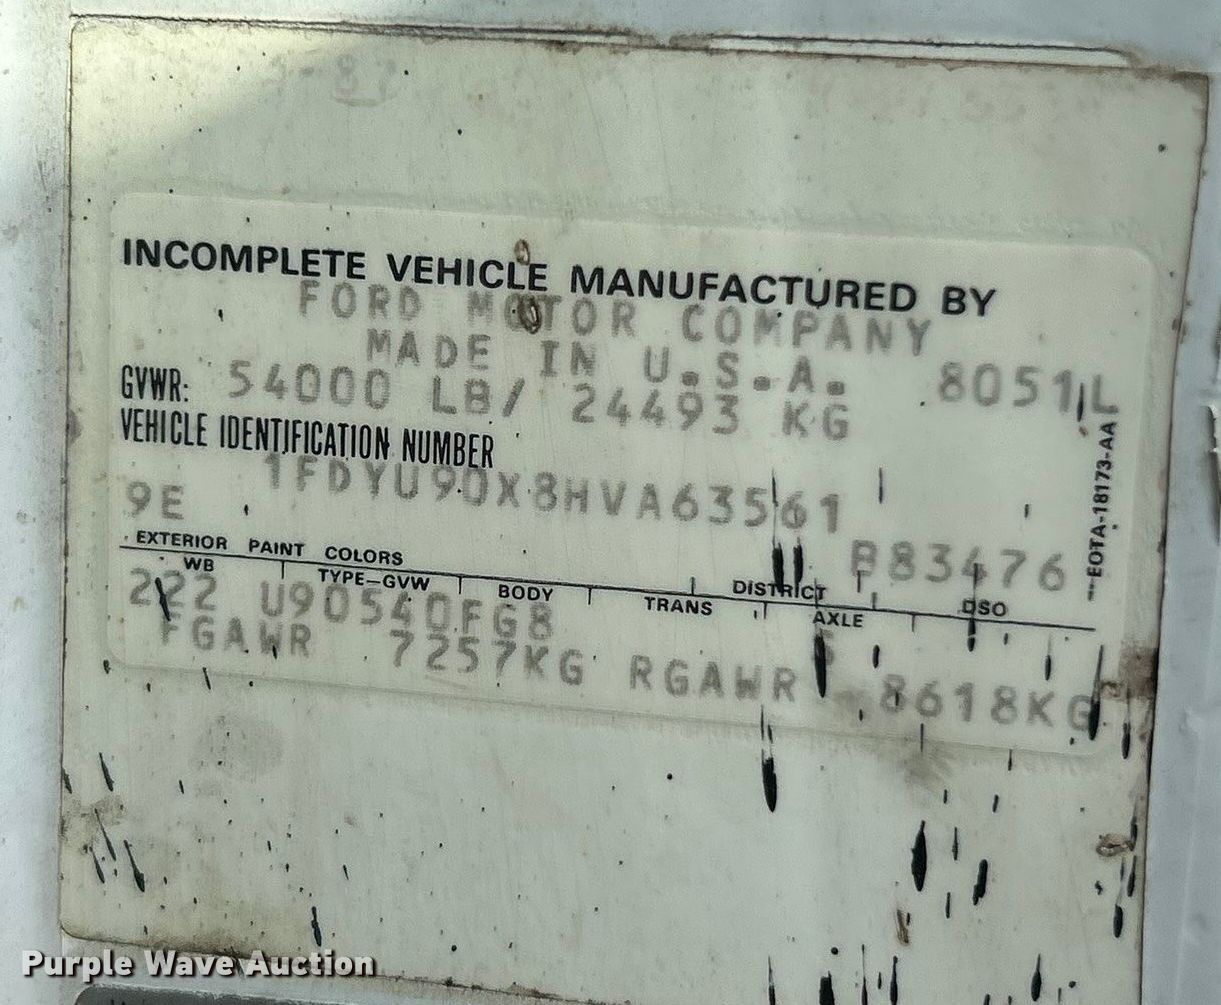 -87
INCOMPLETE VEHICLE MANUFACTURED BY
FORD MOTOR COMPANY
MADE IN U.S.A.
GVWR: 54000 LB/ 24493 KG 8051L
VEHICLE IDENTIFICATION NUMBER
1FDYU90X8HVA63561
9E B83476
EXTERIOR PAINT COLORS DISTRICT DSO
WB TYPE-GVW BODY TRANS AXLE
222 U90540FG8
FGAWR 7257KG RGAWR 8618KG
EOTA-18173-AA
Purple Wave Auction